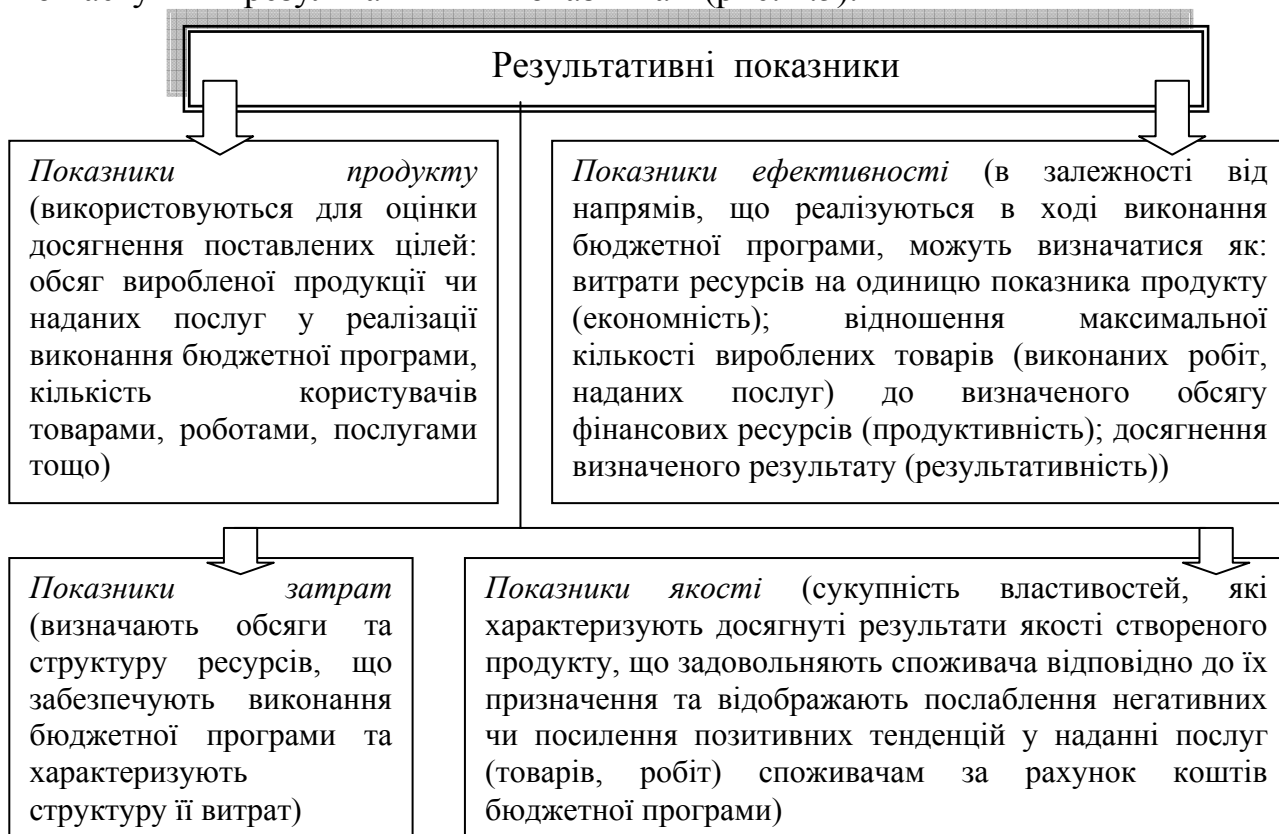 Результативні показники
Показники продукту
(використовуються для оцінки
досягнення поставлених цілей:
обсяг виробленої продукції чи
наданих послуг у реалізації
виконання бюджетної програми,
кількість користувачів
товарами, роботами, послугами
тощо)
Показники ефективності (в залежності від
напрямів, що реалізуються в ході виконання
бюджетної програми, можуть визначатися як:
витрати ресурсів на одиницю показника продукту
(економність); відношення максимальної
кількості вироблених товарів (виконаних робіт,
наданих послуг) до визначеного обсягу
фінансових ресурсів (продуктивність); досягнення
визначеного результату (результативність))
Показники затрат
(визначають обсяги та
структуру ресурсів, що
забезпечують виконання
бюджетної програми та
характеризують
структуру її витрат)
Показники якості (сукупність властивостей, які
характеризують досягнуті результати якості створеного
продукту, що задовольняють споживача відповідно до їх
призначення та відображають послаблення негативних
чи посилення позитивних тенденцій у наданні послуг
(товарів, робіт) споживачам за рахунок коштів
бюджетної програми)